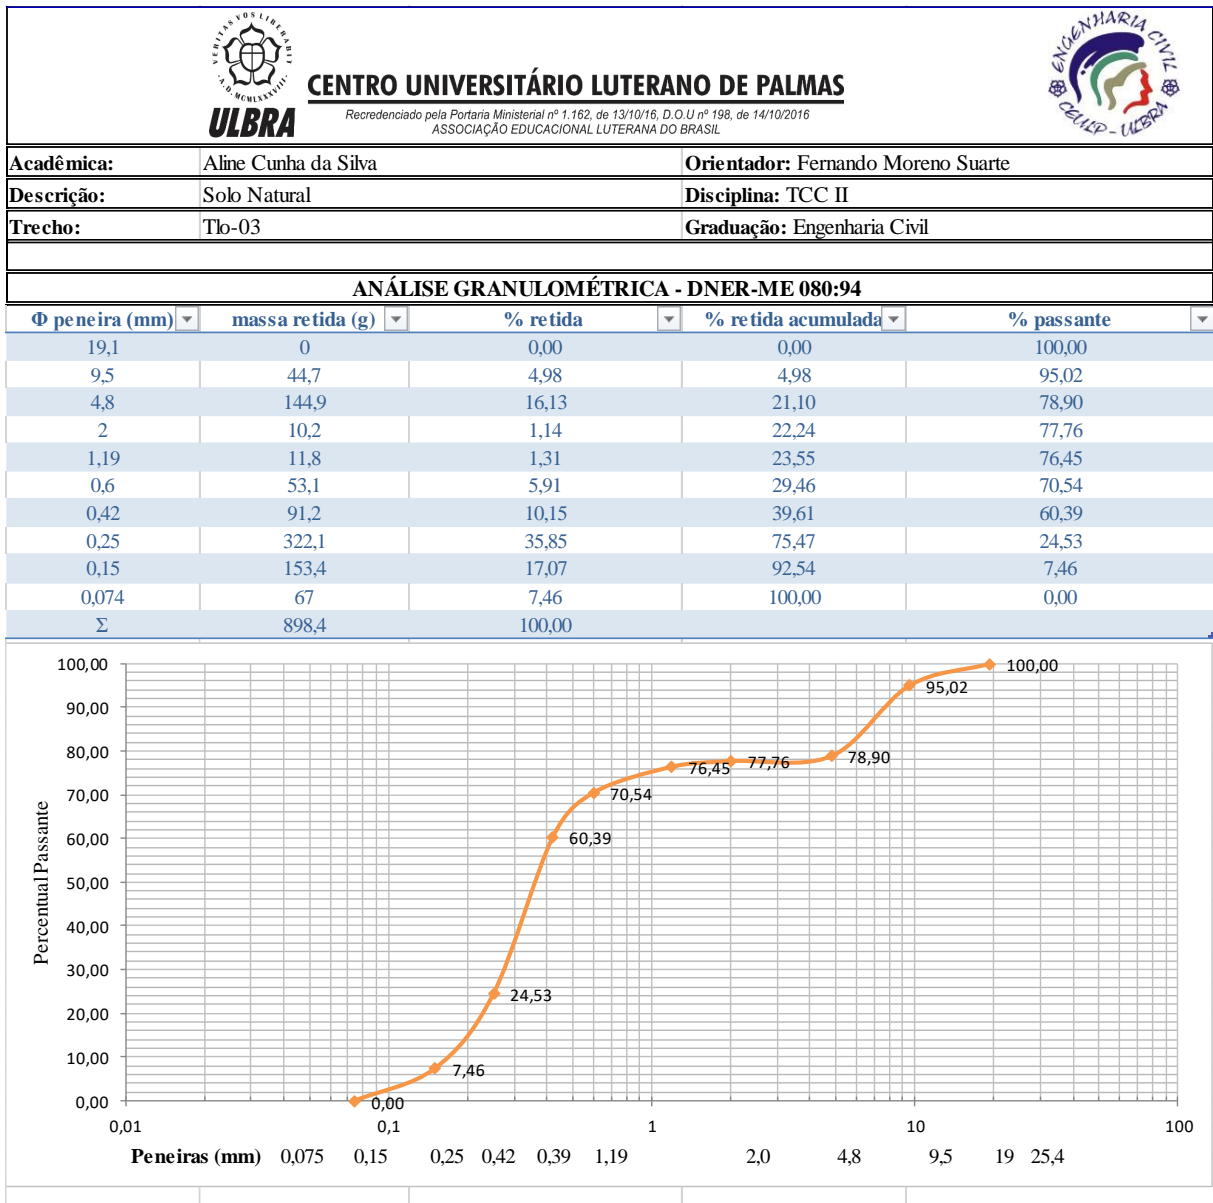 VERITAS VOS LIBERABIT
A.D. MCMLXXXVIII
ULBRA
CENTRO UNIVERSITÁRIO LUTERANO DE PALMAS
Recredenciado pela Portaria Ministerial nº 1.162, de 13/10/16, D.O.U nº 198, de 14/10/2016
ASSOCIAÇÃO EDUCACIONAL LUTERANA DO BRASIL
ENGENHARIA CIVIL
CEULP - ULBRA
Acadêmica: Aline Cunha da Silva Orientador: Fernando Moreno Suarte
Descrição: Solo Natural Disciplina: TCC II
Trecho: Tlo-03 Graduação: Engenharia Civil
ANÁLISE GRANULOMÉTRICA - DNER-ME 080:94
Φ peneira (mm) massa retida (g) % retida % retida acumulada % passante
19,1 0 0,00 0,00 100,00
9,5 44,7 4,98 4,98 95,02
4,8 144,9 16,13 21,10 78,90
2 10,2 1,14 22,24 77,76
1,19 11,8 1,31 23,55 76,45
0,6 53,1 5,91 29,46 70,54
0,42 91,2 10,15 39,61 60,39
0,25 322,1 35,85 75,47 24,53
0,15 153,4 17,07 92,54 7,46
0,074 67 7,46 100,00 0,00
Σ 898,4 100,00
Percentual Passante
100,00
90,00
80,00
70,00
60,00
50,00
40,00
30,00
20,00
10,00
0,00
100,00
95,02
78,90
77,76
76,45
70,54
60,39
24,53
7,46
0,00
0,01 0,1 1 10 100
Peneiras (mm) 0,075 0,15 0,25 0,42 0,39 1,19 2,0 4,8 9,5 19 25,4